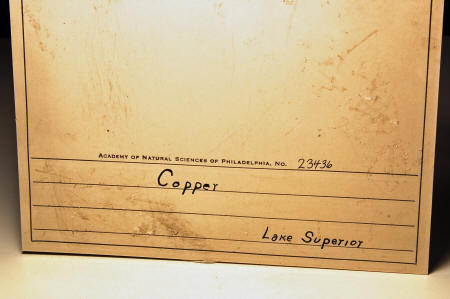 Academy of Natural Sciences of Philadelphia, No. 23436
Copper
Lake Superior